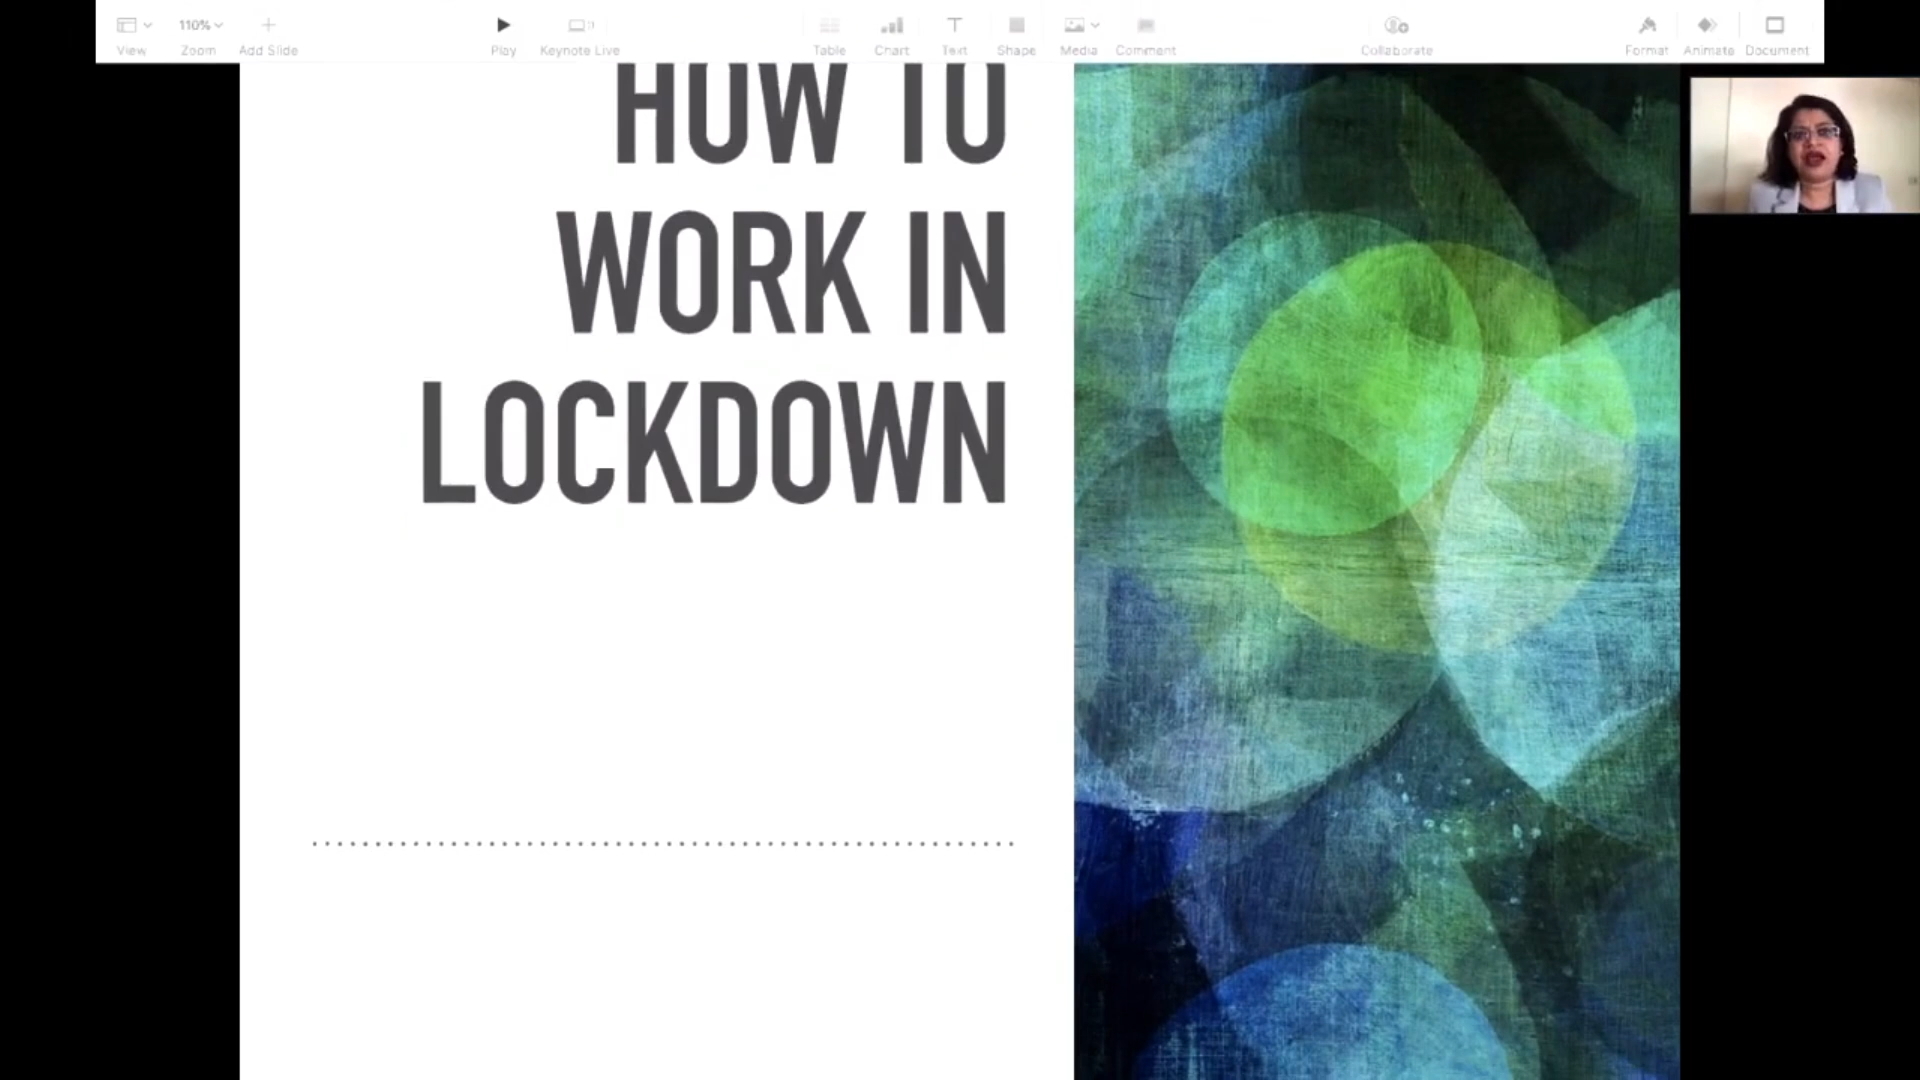 110%
View Zoom Add Slide Play Keynote Live Table Chart Text Shape Media Comment Collaborate Format Animate Document
HOW TO
WORK IN
LOCKDOWN